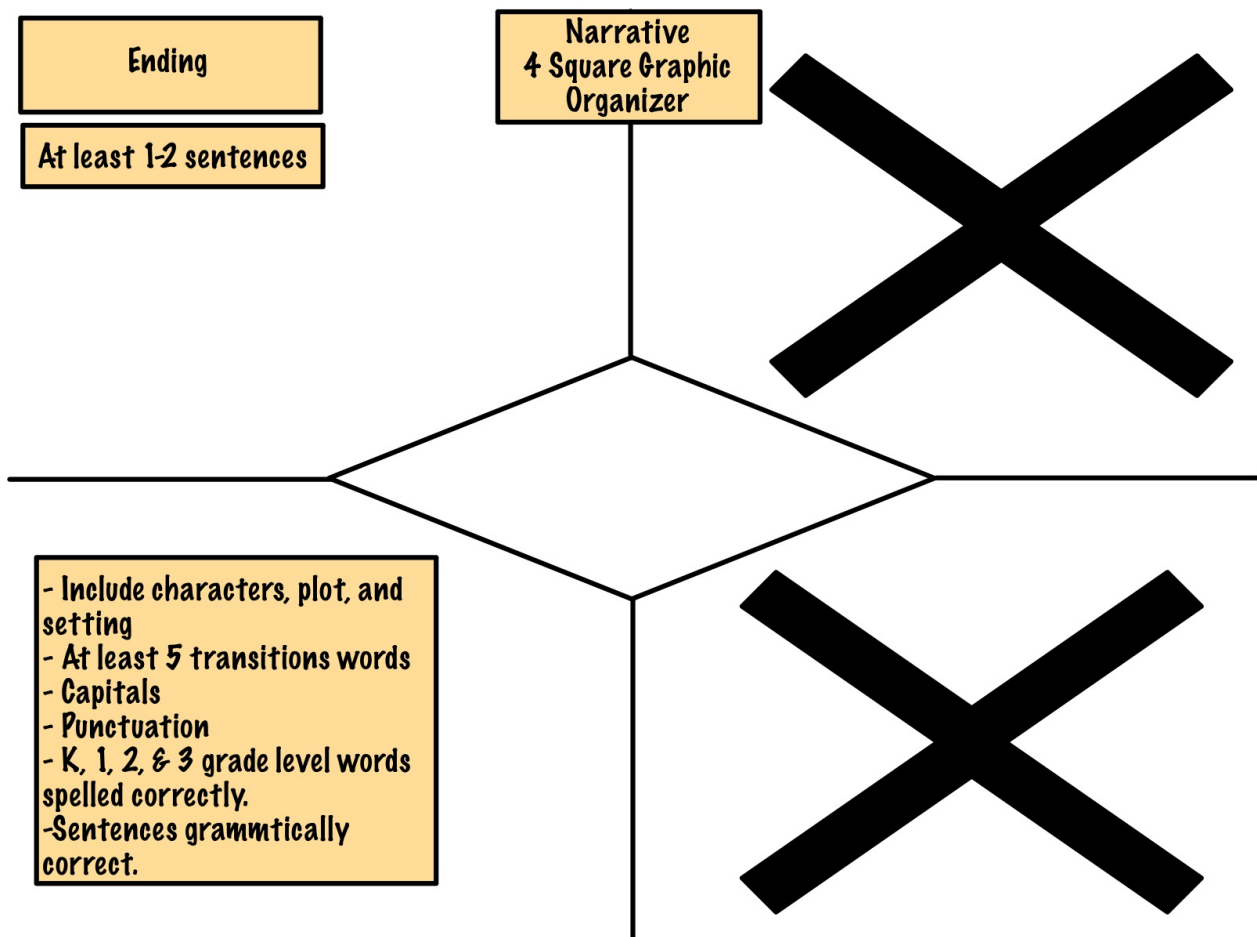 Ending
At least 1-2 sentences
Narrative
4 Square Graphic
Organizer
- Include characters, plot, and
setting
- At least 5 transitions words
- Capitals
- Punctuation
- K, 1, 2, & 3 grade level words
spelled correctly.
-Sentences grammtically
correct.